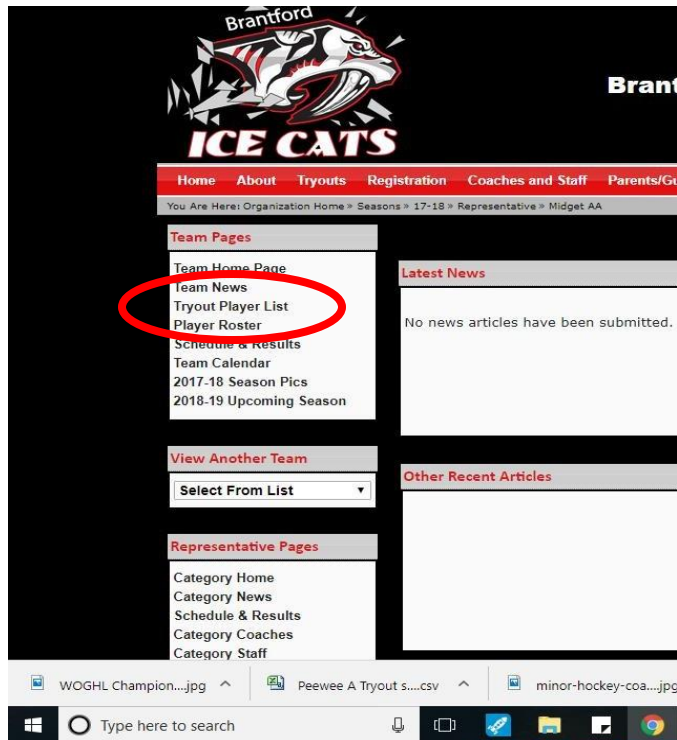 Brantford
ICE CATS
Brant
Home About Tryouts Registration Coaches and Staff Parents/Gu
You Are Here: Organization Home » Seasons » 17-18 » Representative » Midget AA
Team Pages
Team Home Page
Team News
Tryout Player List
Player Roster
Schedule & Results
Team Calendar
2017-18 Season Pics
2018-19 Upcoming Season
Latest News
No news articles have been submitted.
View Another Team
Select From List
Other Recent Articles
Representative Pages
Category Home
Category News
Schedule & Results
Category Coaches
Category Staff
WOGHL Champion....jpg
Peewee A Tryout s....csv
minor-hockey-coa....jpg
Type here to search